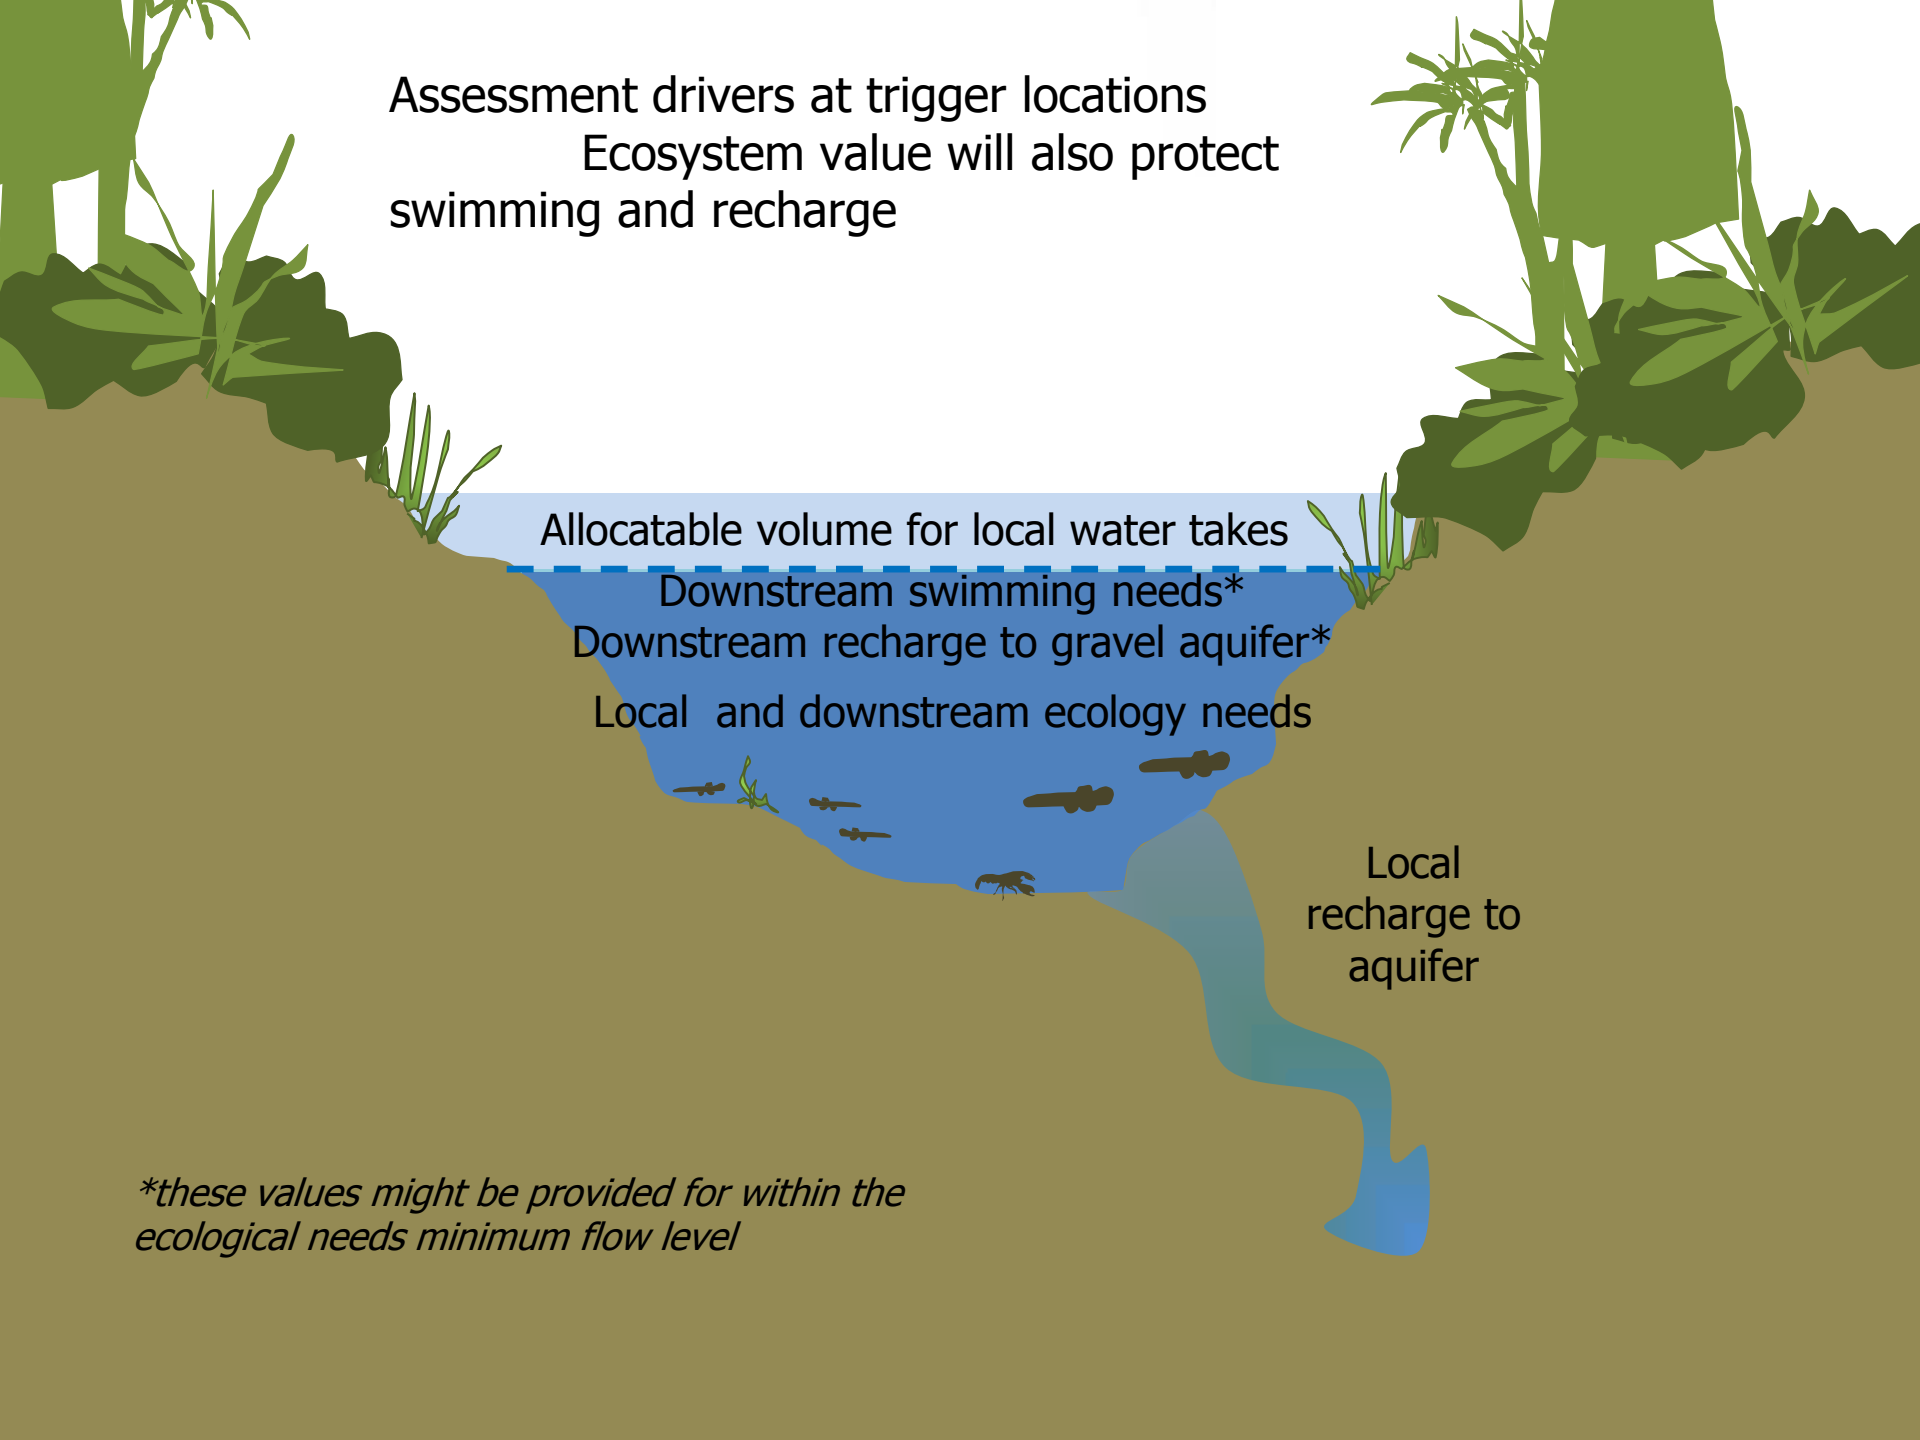 Assessment drivers at trigger locations
Ecosystem value will also protect
swimming and recharge
Allocatable volume for local water takes
Downstream swimming needs*
Downstream recharge to gravel aquifer*
Local and downstream ecology needs
Local
recharge to
aquifer
*these values might be provided for within the
ecological needs minimum flow level